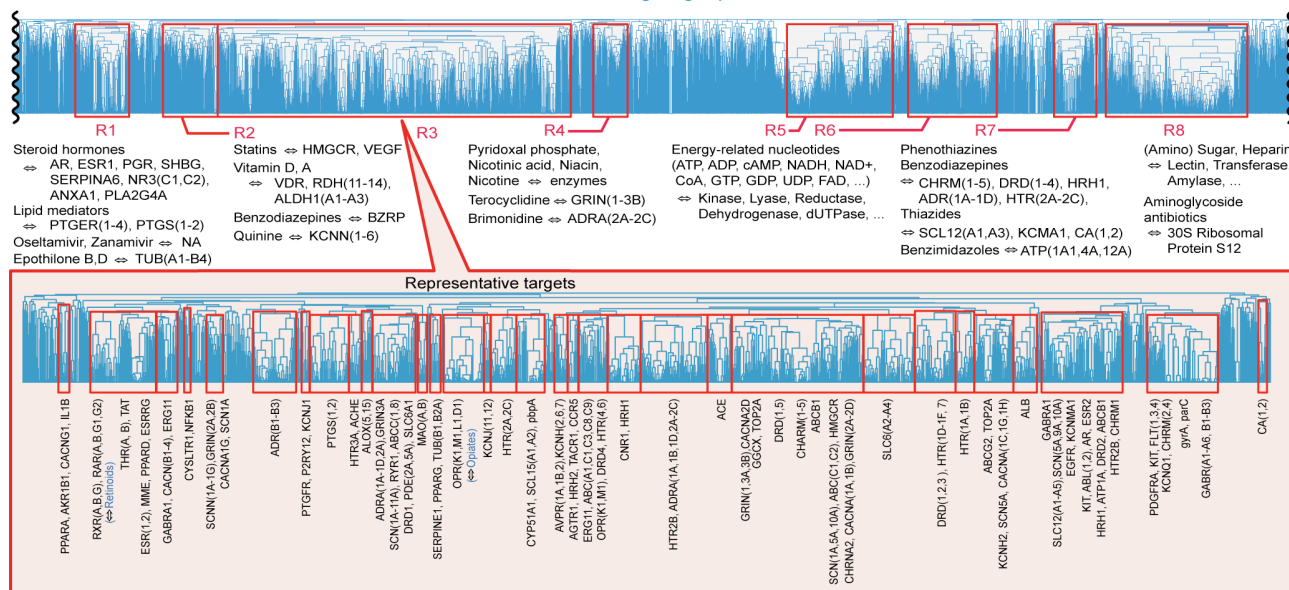 R1
R2
R3
R4
R5
R6
R7
R8
Steroid hormones
⇔ AR, ESR1, PGR, SHBG,
SERPINA6, NR3(C1,C2),
ANXA1, PLA2G4A
Lipid mediators
⇔ PTGER(1-4), PTGS(1-2)
Oseltamivir, Zanamivir ⇔ NA
Epothilone B,D ⇔ TUB(A1-B4)
Statins ⇔ HMGCR, VEGF
Vitamin D, A
⇔ VDR, RDH(11-14),
ALDH1(A1-A3)
Benzodiazepines ⇔ BZRP
Quinine ⇔ KCNN(1-6)
Pyridoxal phosphate,
Nicotinic acid, Niacin,
Nicotine ⇔ enzymes
Terocyclidine ⇔ GRIN(1-3B)
Brimonidine ⇔ ADRA(2A-2C)
Energy-related nucleotides
(ATP, ADP, cAMP, NADH, NAD+,
CoA, GTP, GDP, UDP, FAD, ...)
⇔ Kinase, Lyase, Reductase,
Dehydrogenase, dUTPase, ...
Phenothiazines
Benzodiazepines
⇔ CHRM(1-5), DRD(1-4), HRH1,
ADR(1A-1D), HTR(2A-2C),
Thiazides
⇔ SCL12(A1,A3), KCMA1, CA(1,2)
Benzimidazoles ⇔ ATP(1A1,4A,12A)
(Amino) Sugar, Heparin
⇔ Lectin, Transferase,
Amylase, ...
Aminoglycoside
antibiotics
⇔ 30S Ribosomal
Protein S12
Representative targets
PPARA, AKR1B1, CACNG1, IL1B
RXR(A,B,G), RAR(A,B,G1,G2)
(⇔Retinoids)
THR(A, B), TAT
ESR(1,2), MME, PPARD, ESRRG
GABRA1, CACN(B1-4), ERG11
CYSLTR1,NFKB1
SCNN(1A-1G),GRIN(2A,2B)
CACNA1G, SCN1A
ADR(B1-B3)
PTGFR, P2RY12, KCNJ1
PTGS(1,2)
HTR3A, ACHE
ALOX(5,15)
ADRA(1A-1D,2A),GRIN3A
SCN(1A-11A), RYR1, ABCC(1,8)
DRD1, PDE(2A,5A), SLC6A1
MAO(A,B)
SERPINE1, PPARG, TUB(B1,B2A)
OPR(K1,M1, L1,D1)
(⇔Opiates)
KCNJ(11,12)
HTR(2A,2C)
CYP51A1, SCL15(A1,A2), pbpA
AVPR(1A,1B,2),KCNH(2,6,7)
AGTR1, HRH2, TACR1, CCR5
ERG11, ABC(A1,C1,C3,C8,C9)
OPR(K1,M1), DRD4, HTR(4,6)
CNR1, HRH1
HTR2B, ADRA(1A,1B,1D,2A-2C)
ACE
GRIN(1,3A,3B),CACNA2D
GGCX, TOP2A
DRD(1,5)
CHARM(1-5)
ABCB1
SCN(1A,5A,10A), ABCC(1,C2), HMGCR
CHRNA2, CACNA(1A,1B),GRIN(2A-2D)
SLC6(A2-A4)
DRD(1,2,3 ), HTR(1D-1F, 7)
HTR(1A,1B)
ABCG2, TOP2A
KCNH2, SCN5A, CACNA(1C,1G,1H)
ALB
GABRA1
SLC12(A1-A5),SCN(5A,9A,10A)
EGFR, KCNMA1
KIT, ABL(1,2), AR, ESR2
HRH1, ATP1A, DRD2, ABCB1
HTR2B, CHRM1
PDGFRA, KIT, FLT(1,3,4)
KCNQ1, CHRM(2,4)
gyrA, parC
GABR(A1-A6, B1-B3)
CA(1,2)